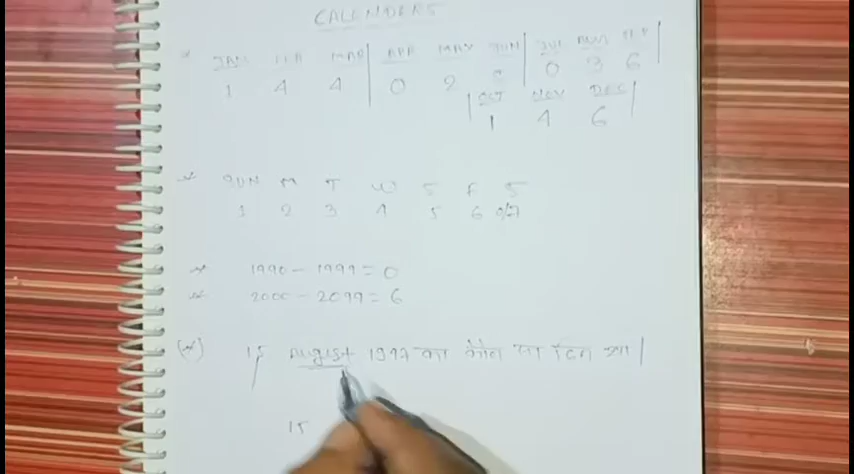 CALENDERS
JAN FEB MAR | APR MAY JUN | JUL AUG SEP |
1 4 4 0 2 0 3 6
| OCT NOV DEC |
1 4 6
SUN M T W S F S
1 2 3 4 5 6 0/7
1990 - 1999 = 0
2000 - 2099 = 6
15 August 1947 का कौन सा दिन था |
15